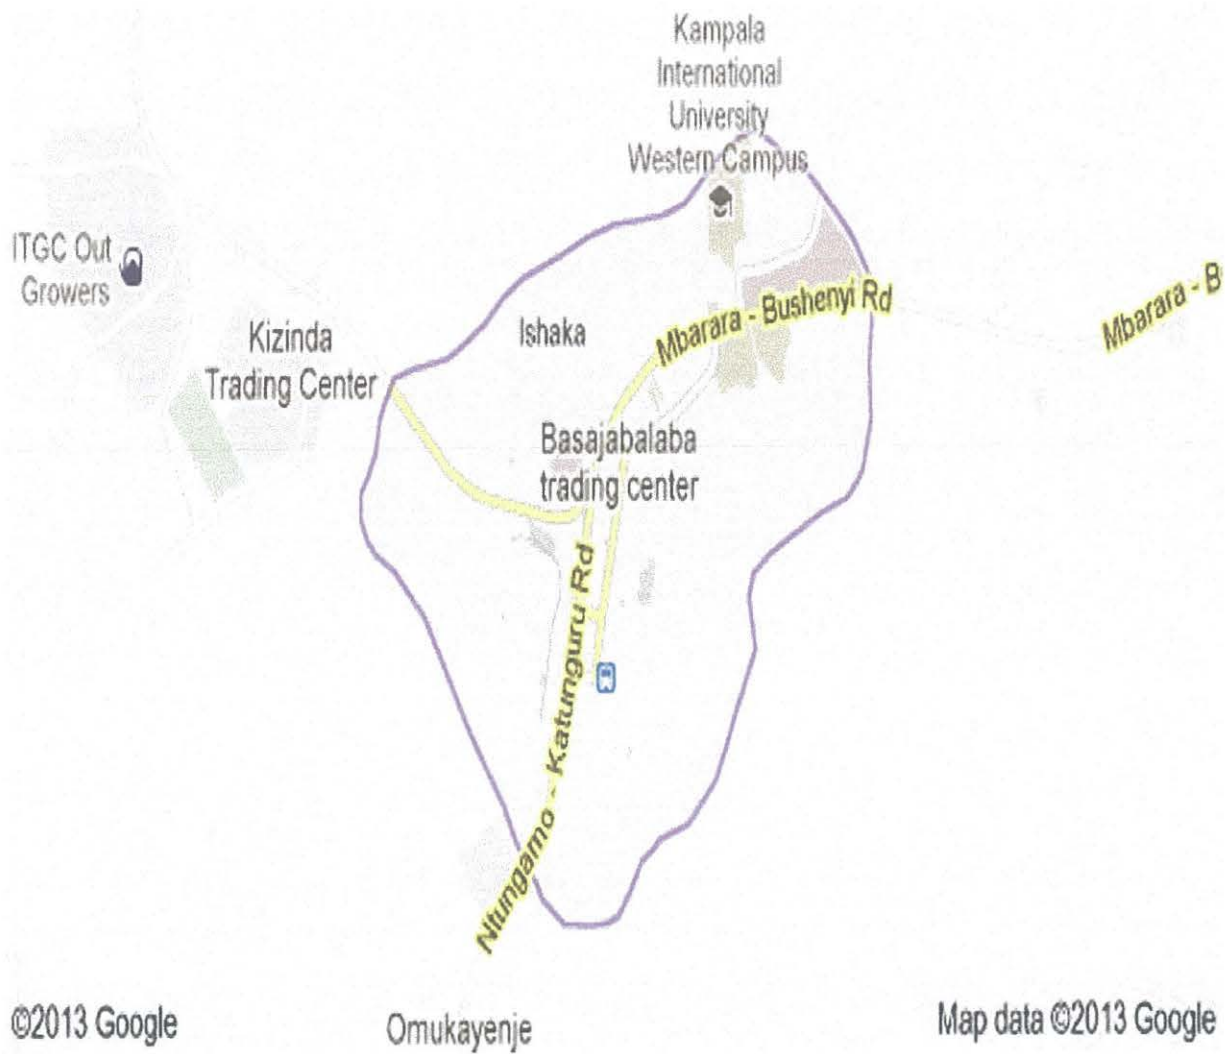 Kampala
International
University
Western Campus
ITGC Out
Growers
Kizinda
Trading Center
Ishaka
Mbarara - Bushenyi Rd
Mbarara - B
Basajabalaba
trading center
Ntungamo - Katunguru Rd
©2013 Google
Omukayenje
Map data ©2013 Google